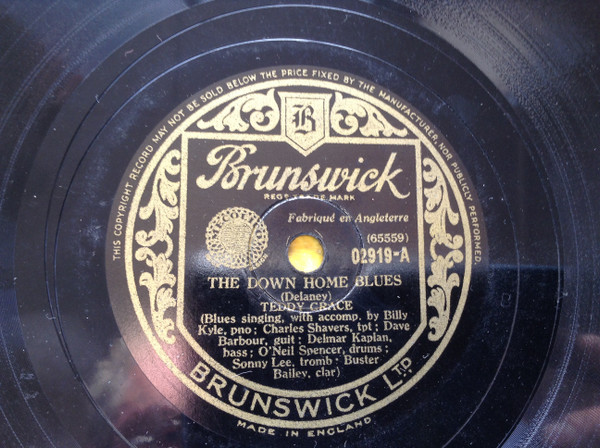 THIS COPYRIGHT RECORD MAY NOT BE SOLD BELOW THE PRICE FIXED BY THE MANUFACTURER, NOR PUBLICLY PERFORMED.
B
Brunswick
REGD TRADE MARK
Fabriqué en Angleterre
(65559)
02919-A
THE DOWN HOME BLUES
(Delaney)
TEDDY GRACE
(Blues singing, with accomp. by Billy
Kyle, pno; Charles Shavers, tpt; Dave
Barbour, guit; Delmar Kaplan,
bass; O'Neil Spencer, drums;
Sonny Lee, tromb; Buster
Bailey, clar)
BRUNSWICK LTD
MADE IN ENGLAND